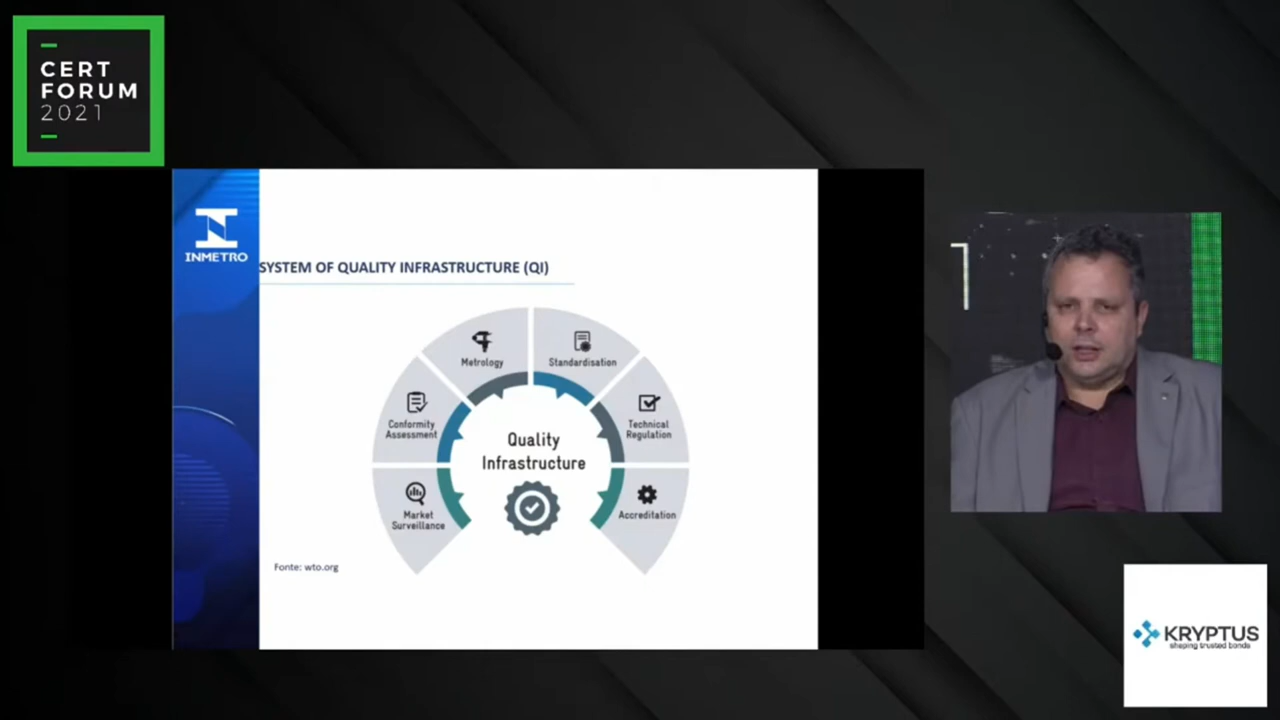 CERT
FORUM
2021
INMETRO
SYSTEM OF QUALITY INFRASTRUCTURE (QI)
Metrology
Standardisation
Conformity
Assessment
Technical
Regulation
Quality
Infrastructure
Market
Surveillance
Accreditation
Fonte: wto.org
KRYPTUS
shaping trusted bonds